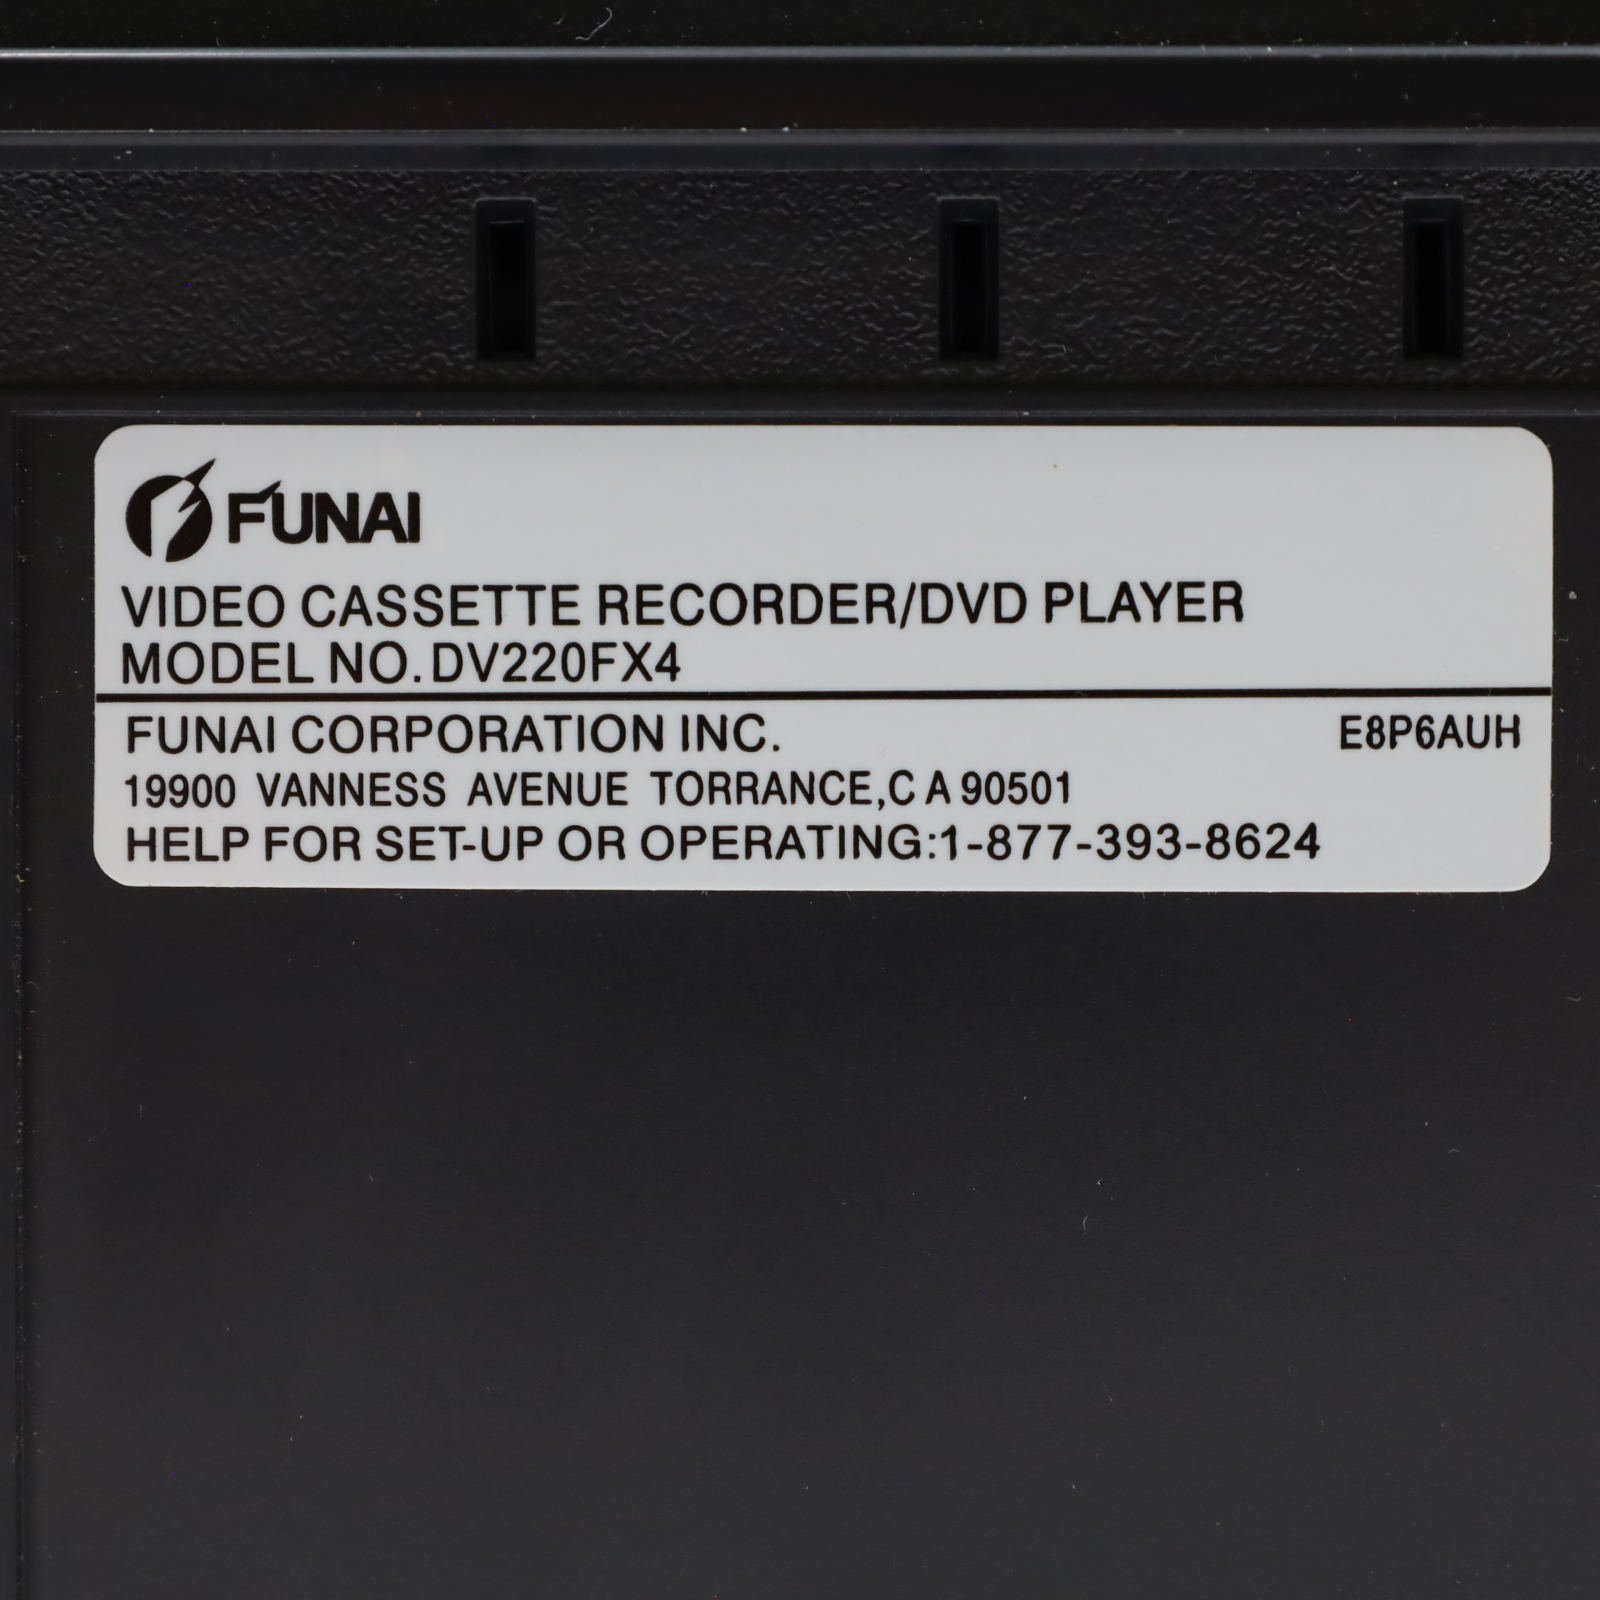 FUNAI
VIDEO CASSETTE RECORDER/DVD PLAYER
MODEL NO. DV220FX4
FUNAI CORPORATION INC. E8P6AUH
19900 VANNESS AVENUE TORRANCE,C A 90501
HELP FOR SET-UP OR OPERATING:1-877-393-8624